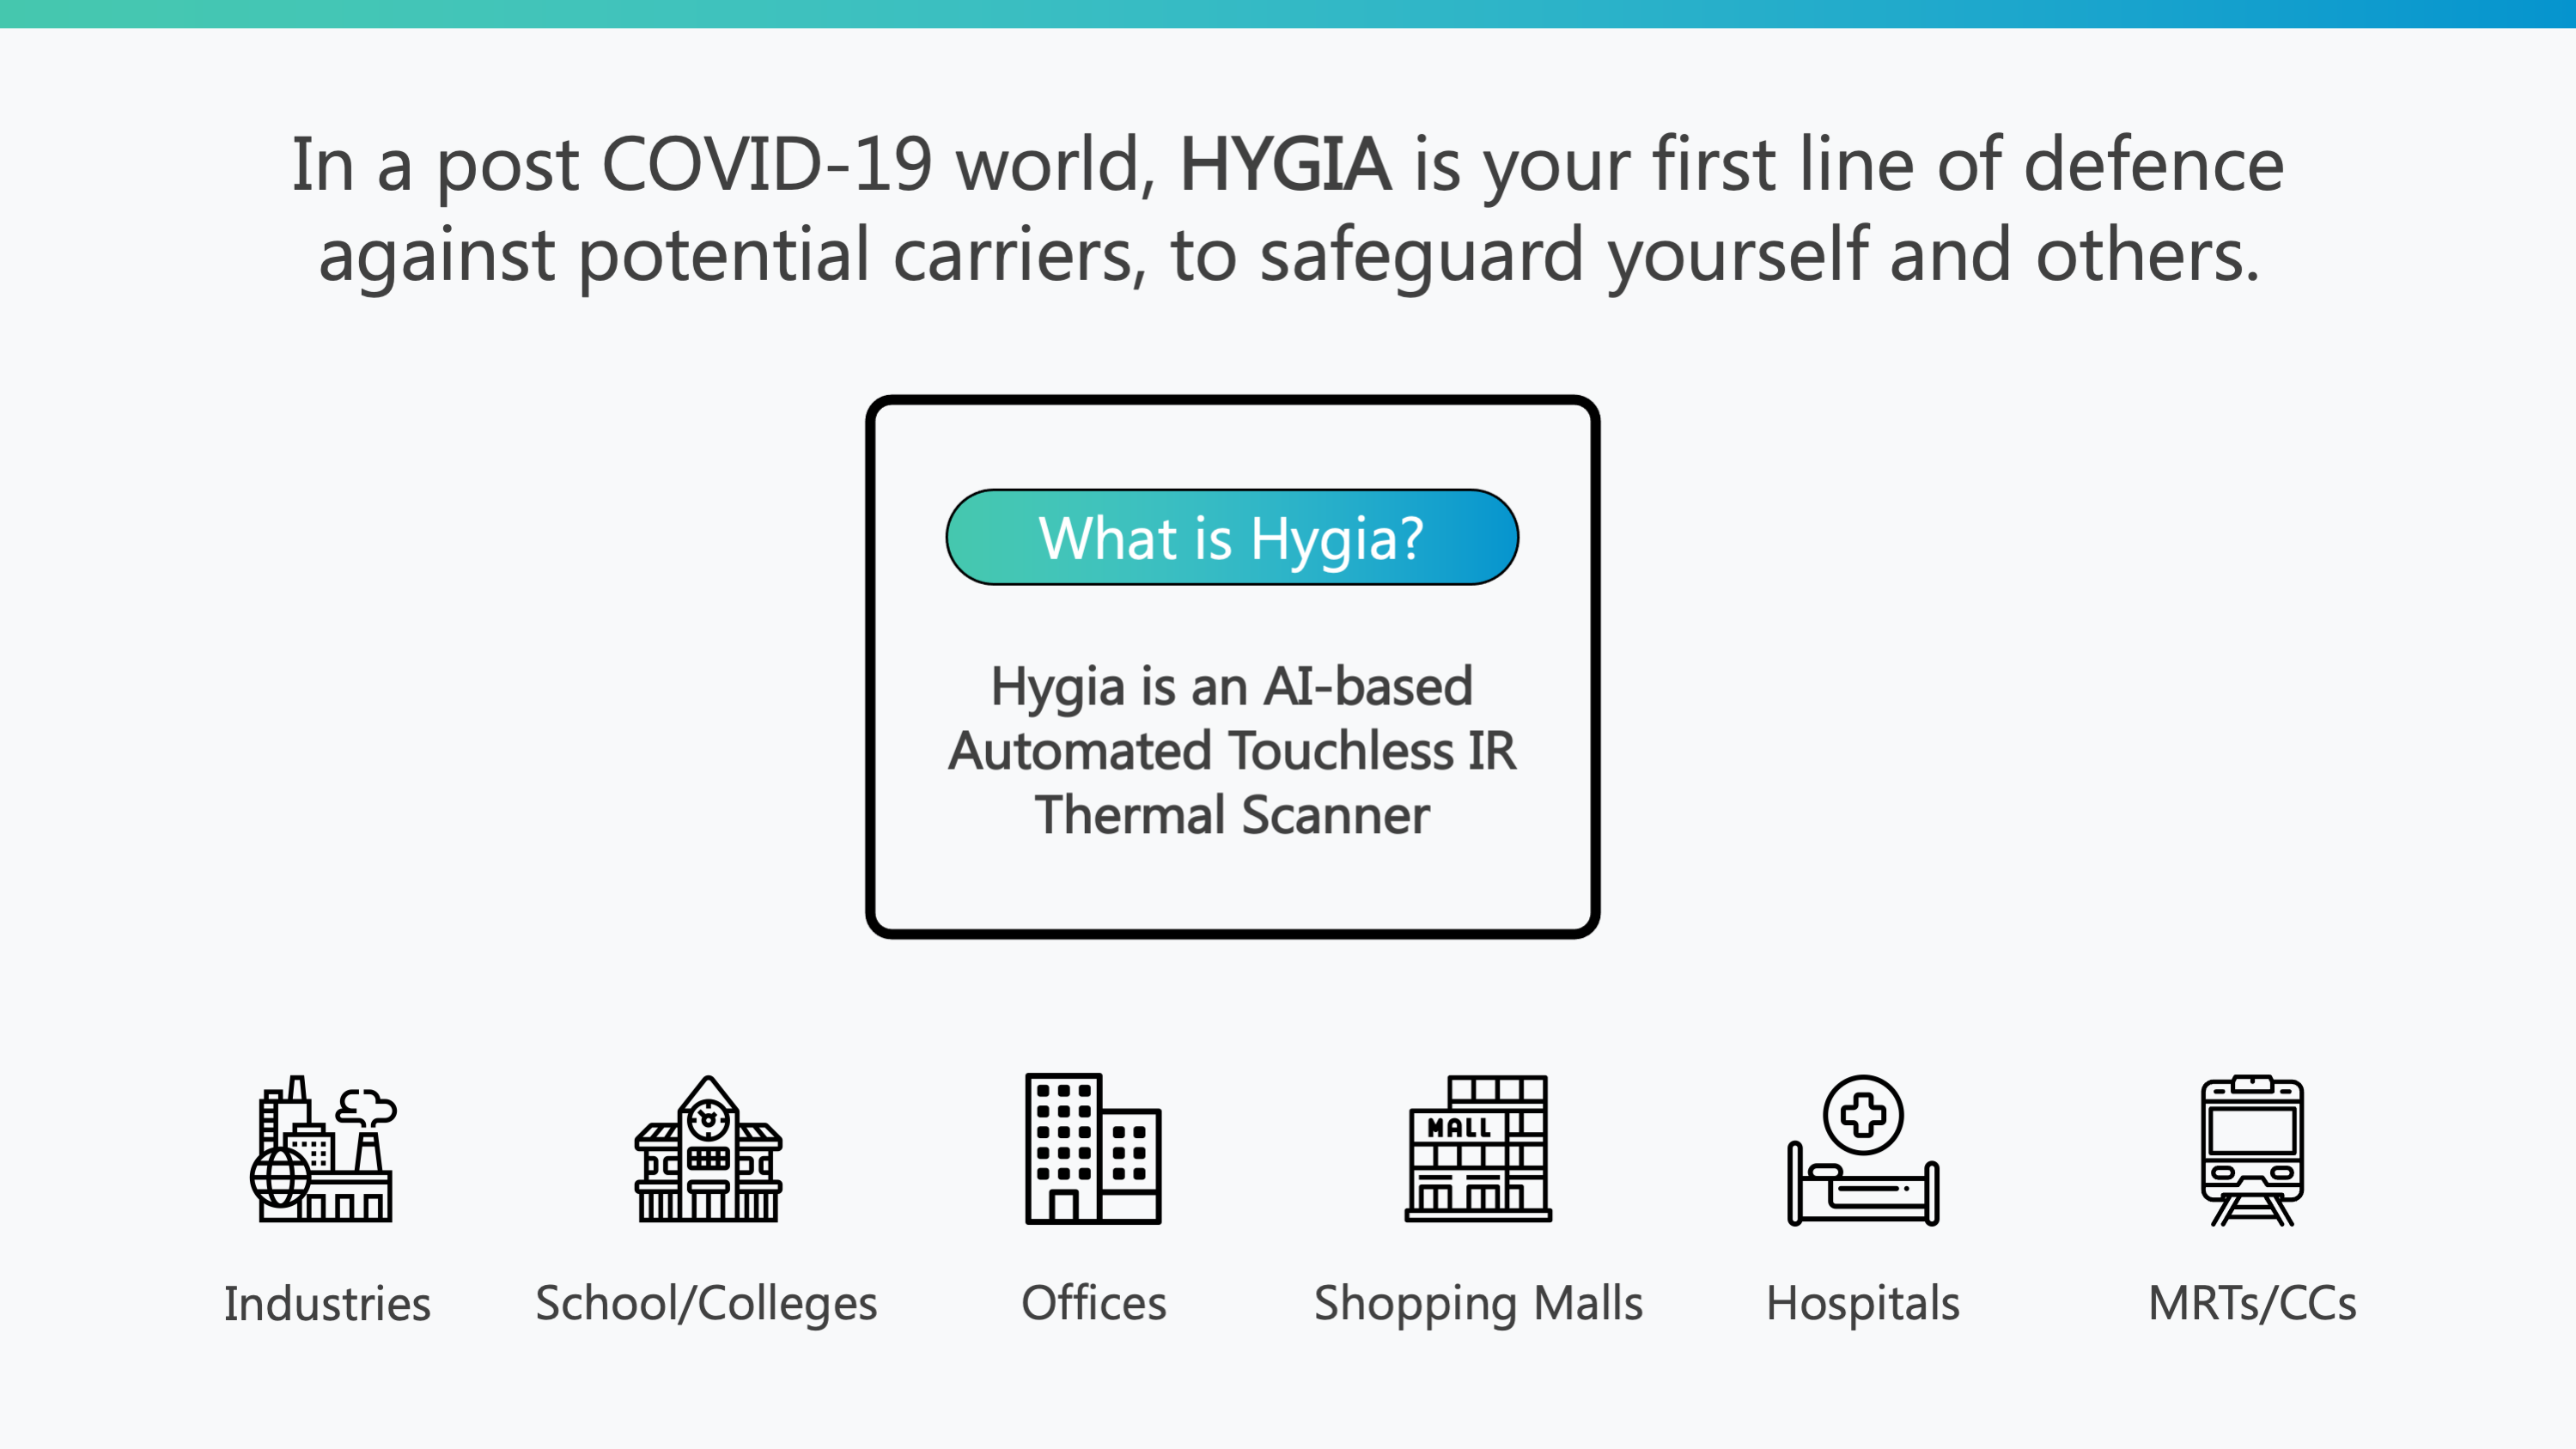 In a post COVID-19 world, HYGIA is your first line of defence
against potential carriers, to safeguard yourself and others.
What is Hygia?
Hygia is an AI-based
Automated Touchless IR
Thermal Scanner
MALL
Industries
School/Colleges
Offices
Shopping Malls
Hospitals
MRTs/CCs